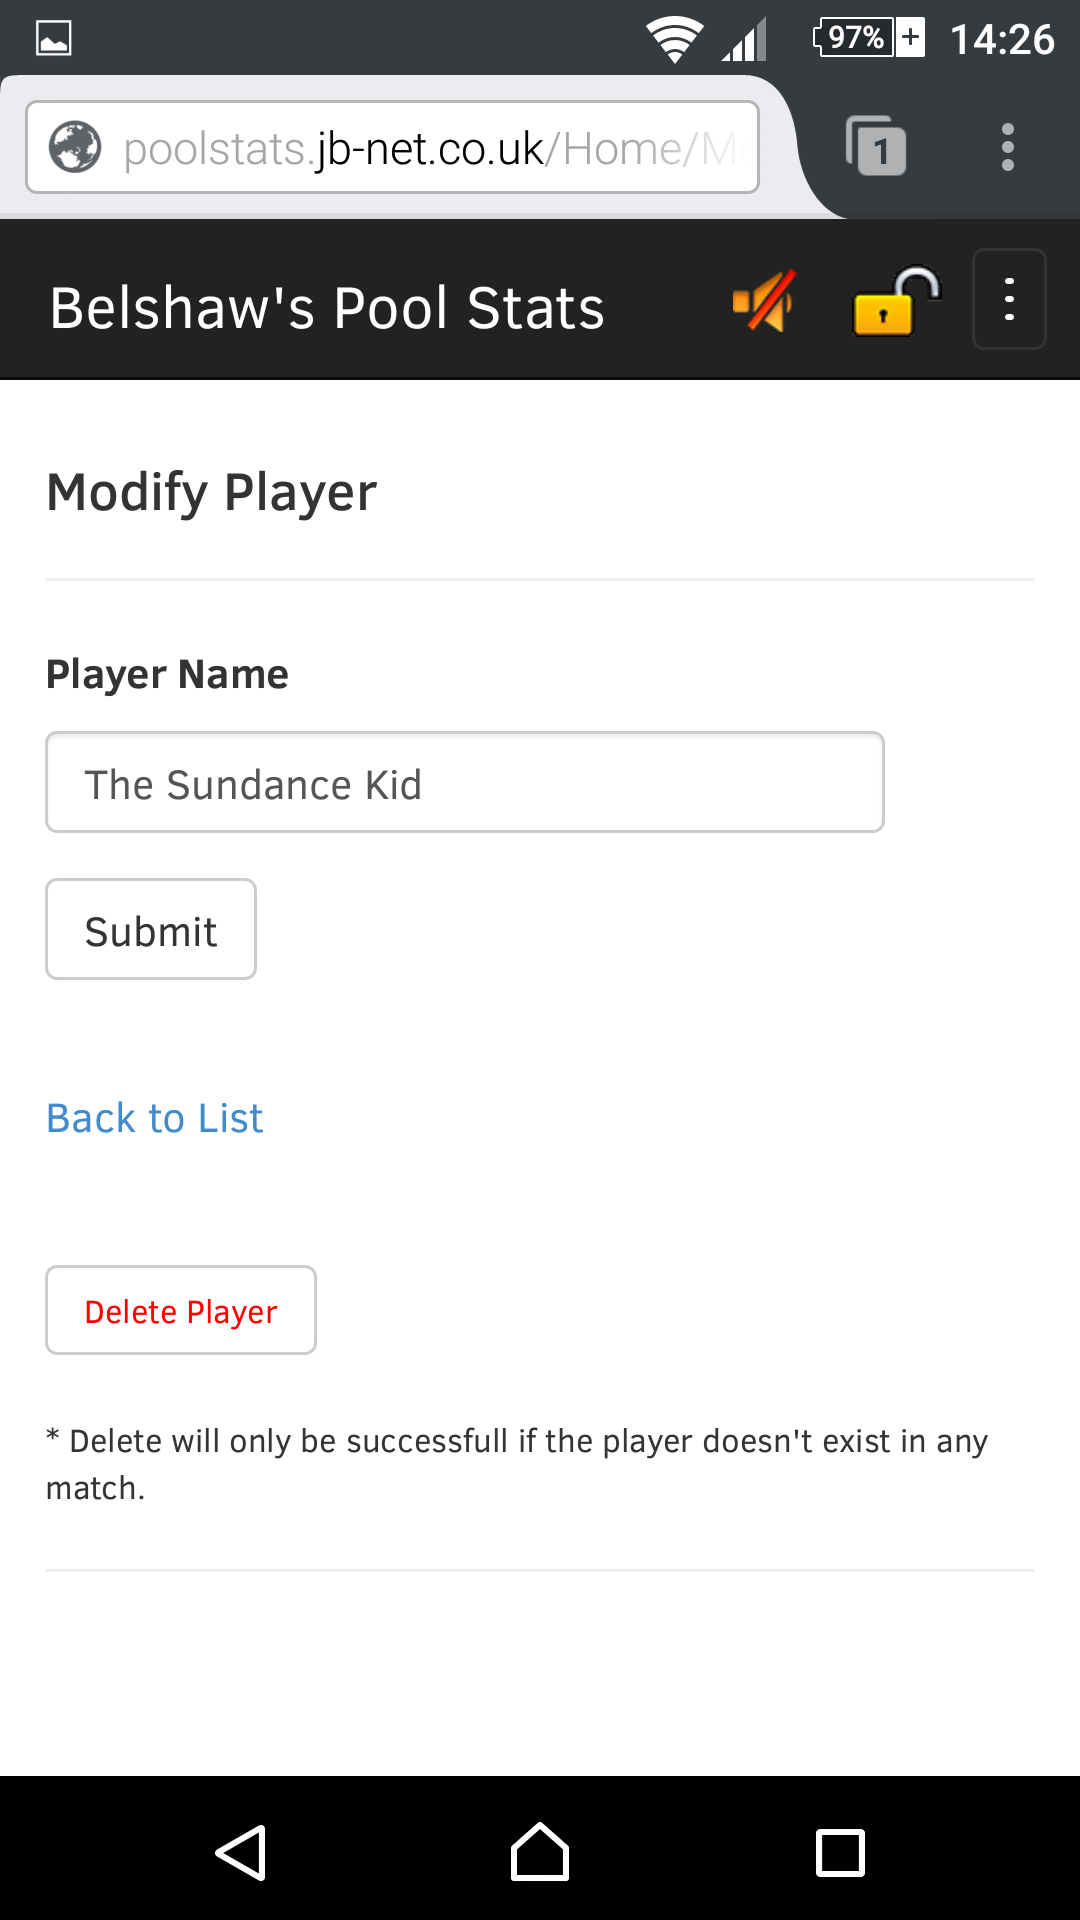 97% 14:26
poolstats.jb-net.co.uk/Home/M
1
Belshaw's Pool Stats
Modify Player
Player Name
The Sundance Kid
Submit
Back to List
Delete Player
* Delete will only be successfull if the player doesn't exist in any
match.